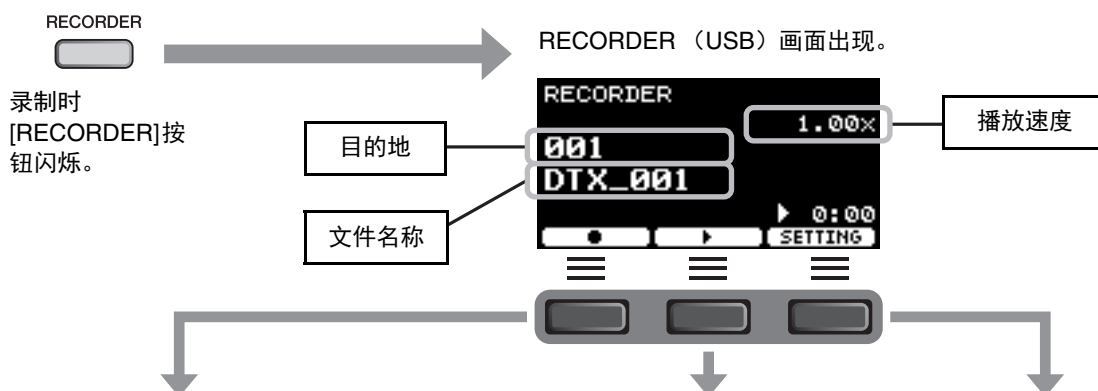 RECORDER
RECORDER （USB）画面出现。
录制时
[RECORDER]按
钮闪烁。
RECORDER
1.00×
播放速度
目的地
001
DTX_001
文件名称
0:00
SETTING